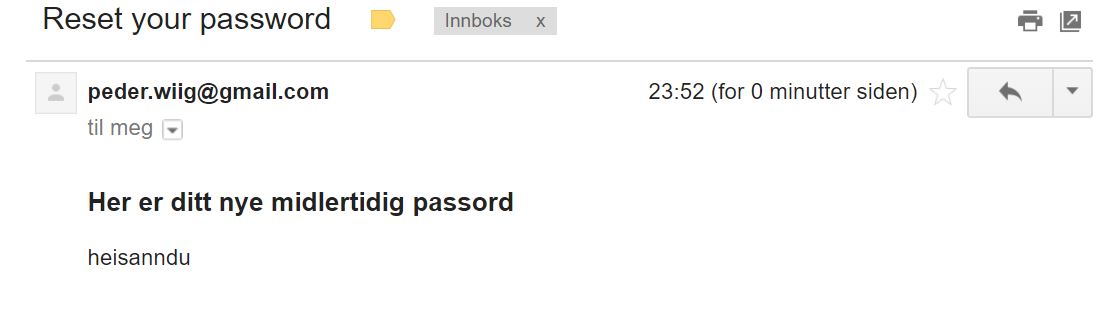 Reset your password Innboks x
peder.wiig@gmail.com 23:52 (for 0 minutter siden)
til meg
Her er ditt nye midlertidig passord
heisanndu